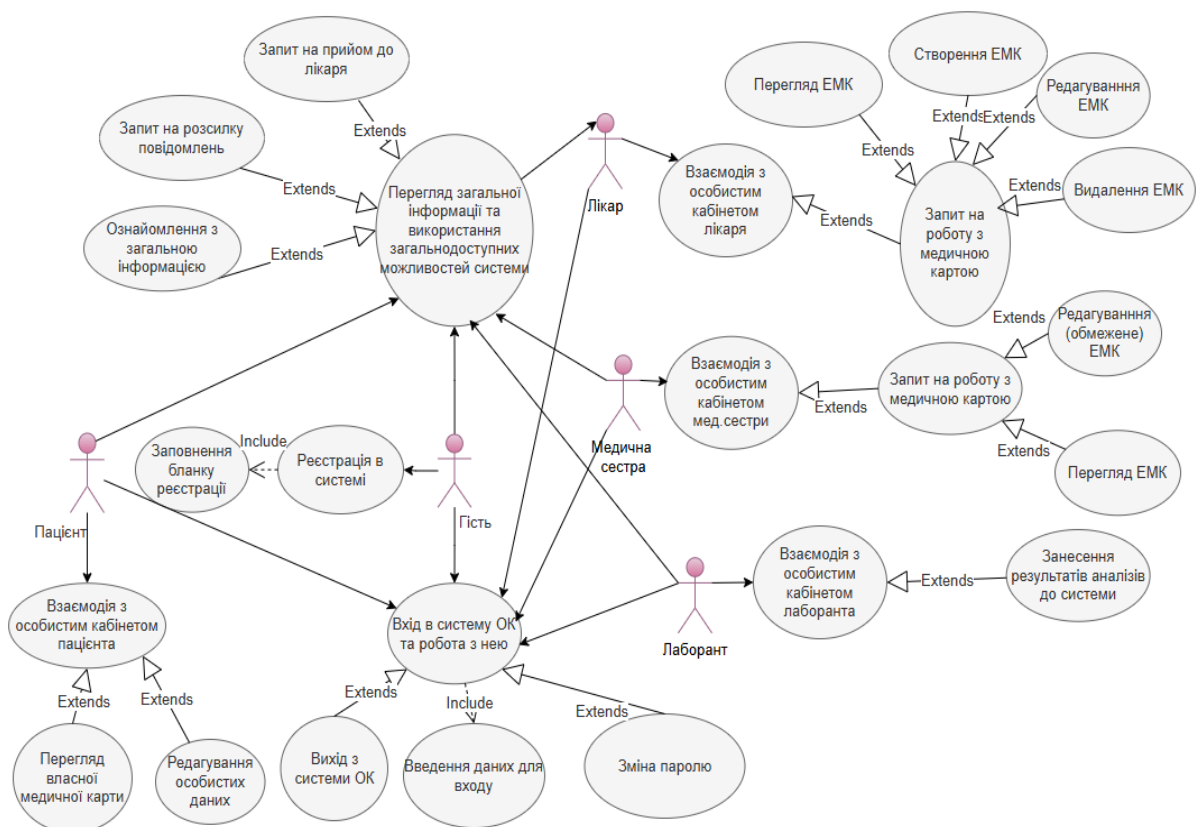 Запит на прийом до
лікаря
Extends
Запит на розсилку
повідомлень
Extends
Ознайомлення з
загальною
інформацією
Extends
Перегляд загальної
інформації та
використання
загальнодоступних
можливостей системи
Лікар
Взаємодія з
особистим
кабінетом
лікаря
Extends
Перегляд ЕМК
Extends
Створення ЕМК
Extends
Редагуванння
ЕМК
Extends
Видалення ЕМК
Extends
Запит на
роботу з
медичною
картою
Медична
сестра
Взаємодія з
особистим
кабінетом
мед.сестри
Extends
Запит на роботу з
медичною картою
Extends
Редагуванння
(обмежене)
ЕМК
Extends
Перегляд ЕМК
Пацієнт
Заповнення
бланку
реєстрації
Include
Реєстрація в
системі
Гість
Лаборант
Взаємодія з
особистим
кабінетом
лаборанта
Extends
Занесення
результатів аналізів
до системи
Взаємодія з
особистим кабінетом
пацієнта
Extends
Extends
Перегляд
власної
медичної карти
Редагування
особистих
даних
Вхід в систему ОК
та робота з нею
Extends
Include
Extends
Вихід з
системи ОК
Введення даних для
входу
Зміна паролю